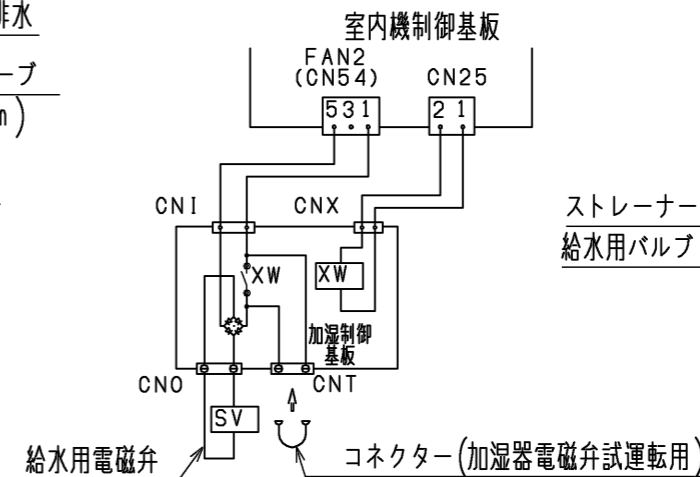 排水
ーブ
室内機制御基板
FAN2
(CN54)
CN25
531
2 1
CNI
CNX
ストレーナー
給水用バルブ
XW
XW
加湿制御
基板
CNO
CNT
SV
給水用電磁弁
コネクター(加湿器電磁弁試運転用)